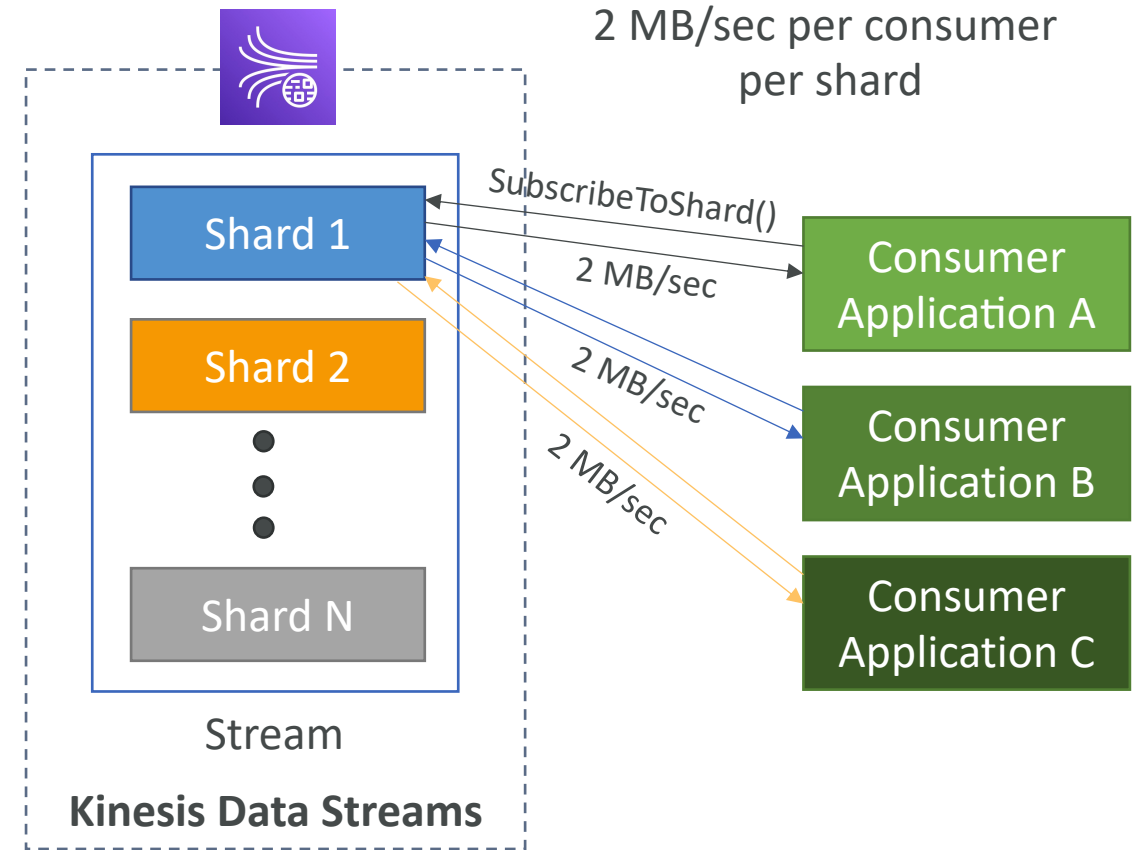 2 MB/sec per consumer
per shard
Shard 1
Shard 2
Shard N
Stream
Kinesis Data Streams
SubscribeToShard()
2 MB/sec
2 MB/sec
2 MB/sec
Consumer
Application A
Consumer
Application B
Consumer
Application C